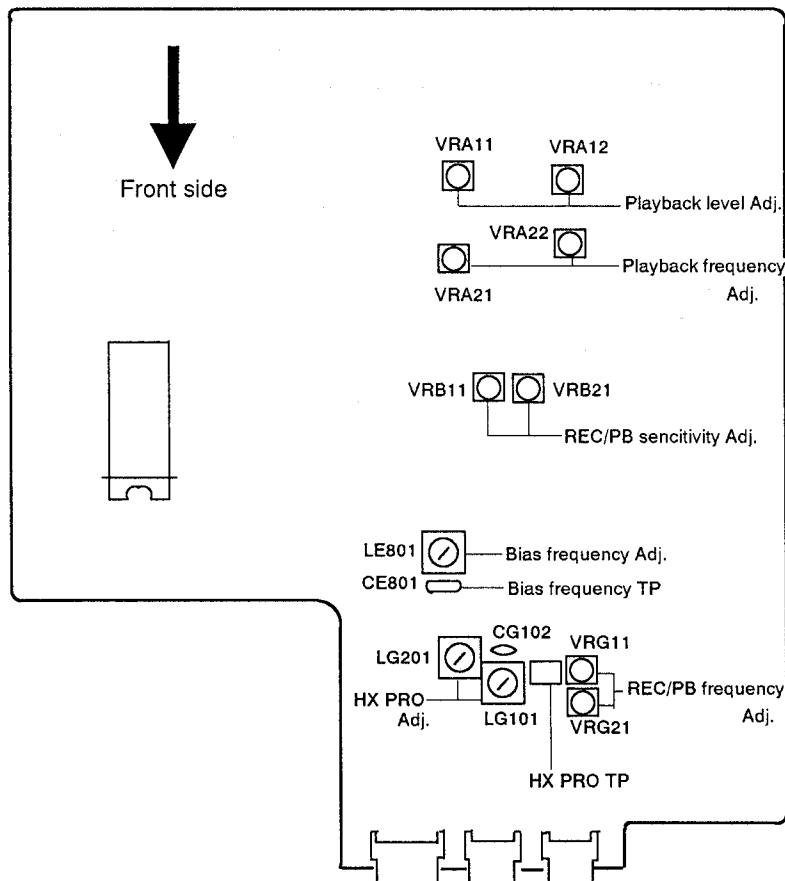 Front side
VRA11
VRA12
Playback level Adj.
VRA22
VRA21
Playback frequency
Adj.
VRB11
VRB21
REC/PB sencitivity Adj.
LE801
Bias frequency Adj.
CE801
Bias frequency TP
CG102
VRG11
LG201
REC/PB frequency
Adj.
HX PRO
Adj.
LG101
VRG21
HX PRO TP